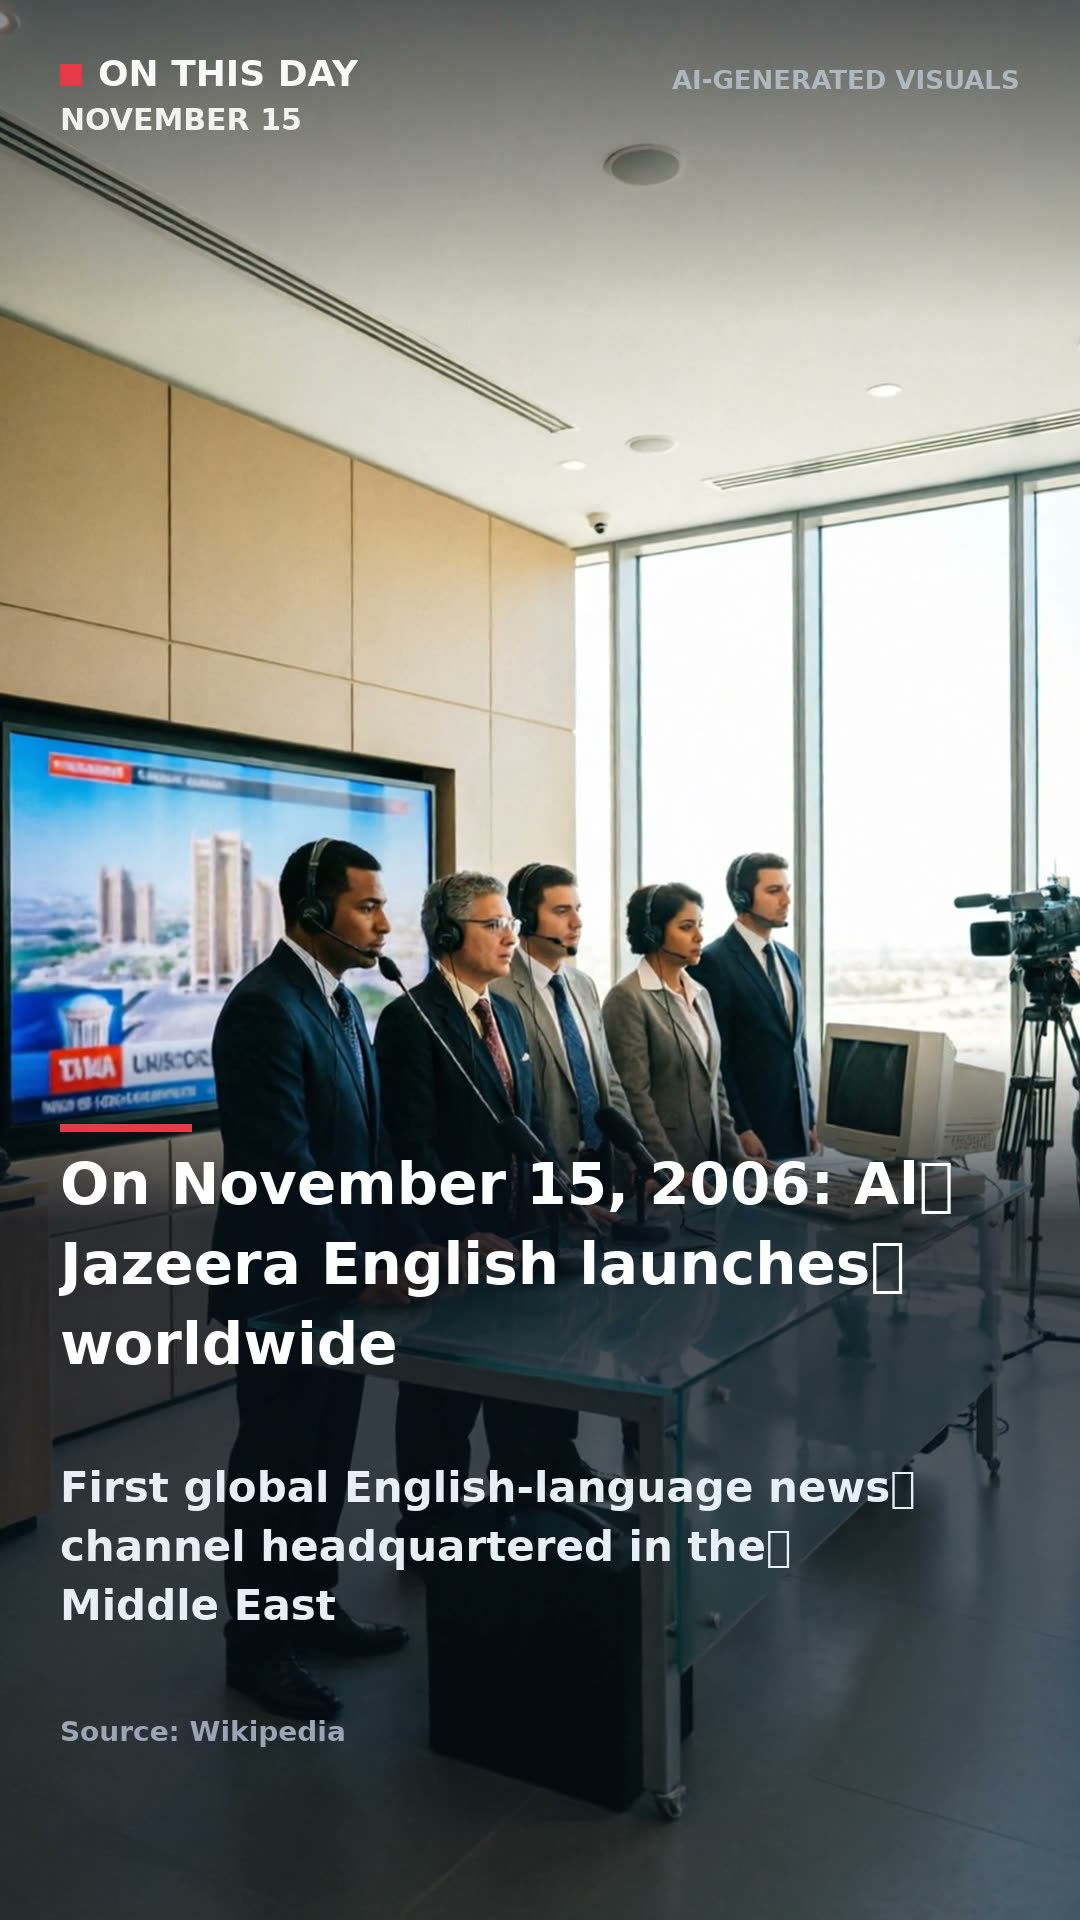 ON THIS DAY
AI-GENERATED VISUALS
NOVEMBER 15
On November 15, 2006: Al
Jazeera English launches
worldwide
First global English-language news
channel headquartered in the
Middle East
Source: Wikipedia